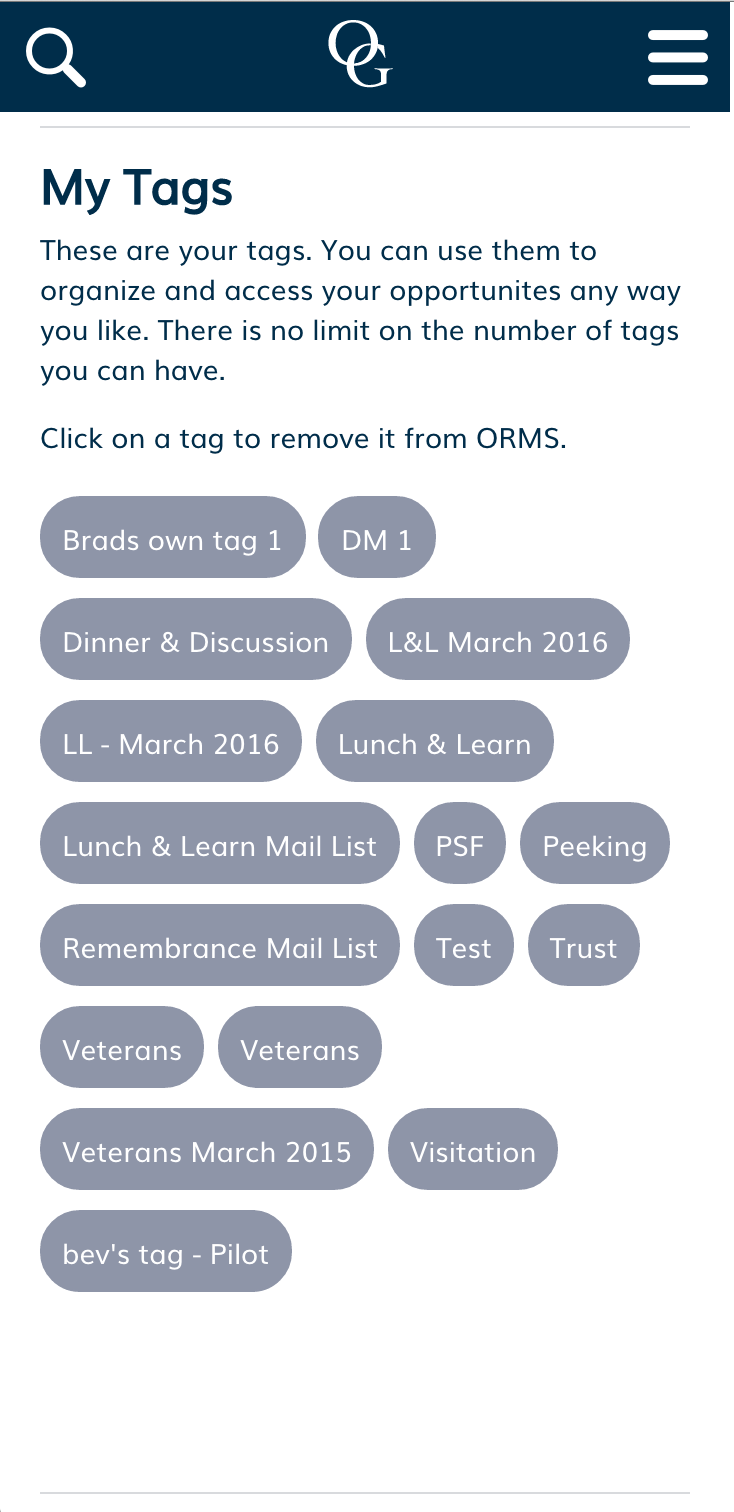 OG
My Tags
These are your tags. You can use them to
organize and access your opportunites any way
you like. There is no limit on the number of tags
you can have.
Click on a tag to remove it from ORMS.
Brads own tag 1 DM 1
Dinner & Discussion L&L March 2016
LL - March 2016 Lunch & Learn
Lunch & Learn Mail List PSF Peeking
Remembrance Mail List Test Trust
Veterans Veterans
Veterans March 2015 Visitation
bev's tag - Pilot